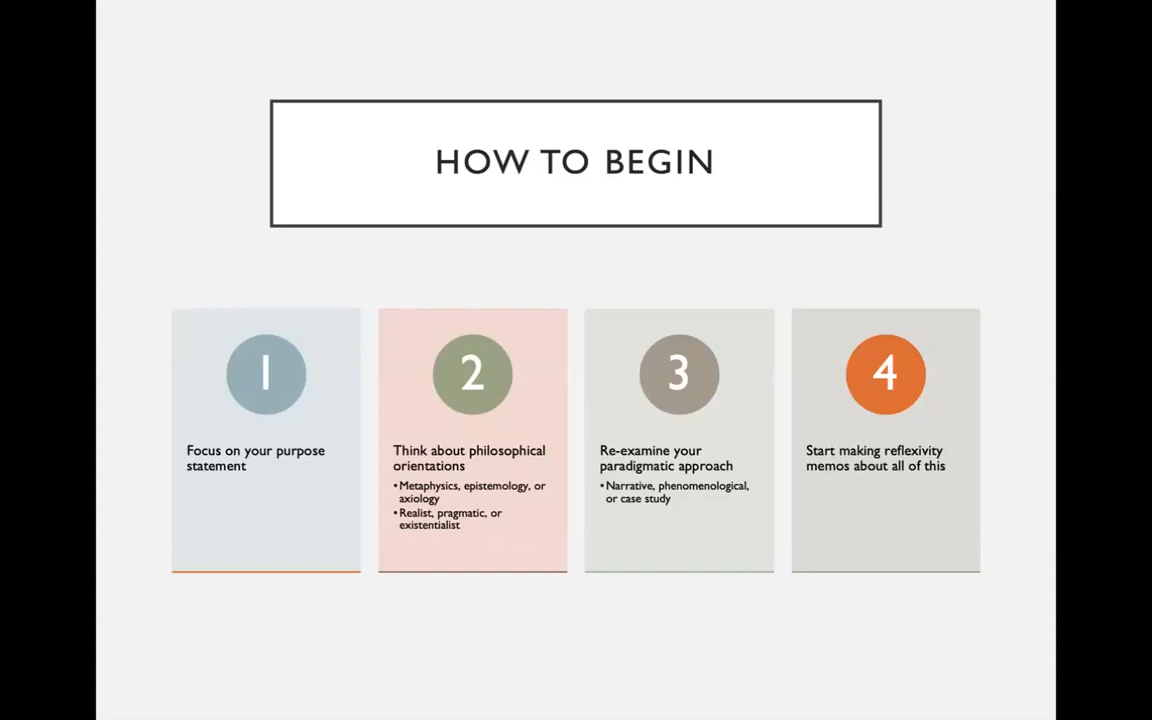 HOW TO BEGIN
1
Focus on your purpose
statement
2
Think about philosophical
orientations
• Metaphysics, epistemology, or
axiology
• Realist, pragmatic, or
existentialist
3
Re-examine your
paradigmatic approach
• Narrative, phenomenological,
or case study
4
Start making reflexivity
memos about all of this